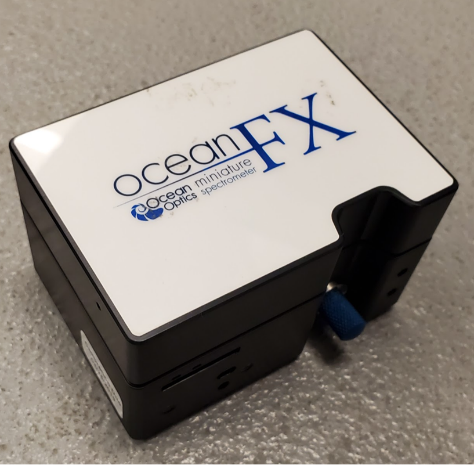 oceanFX
ocean miniature
Optics spectrometer